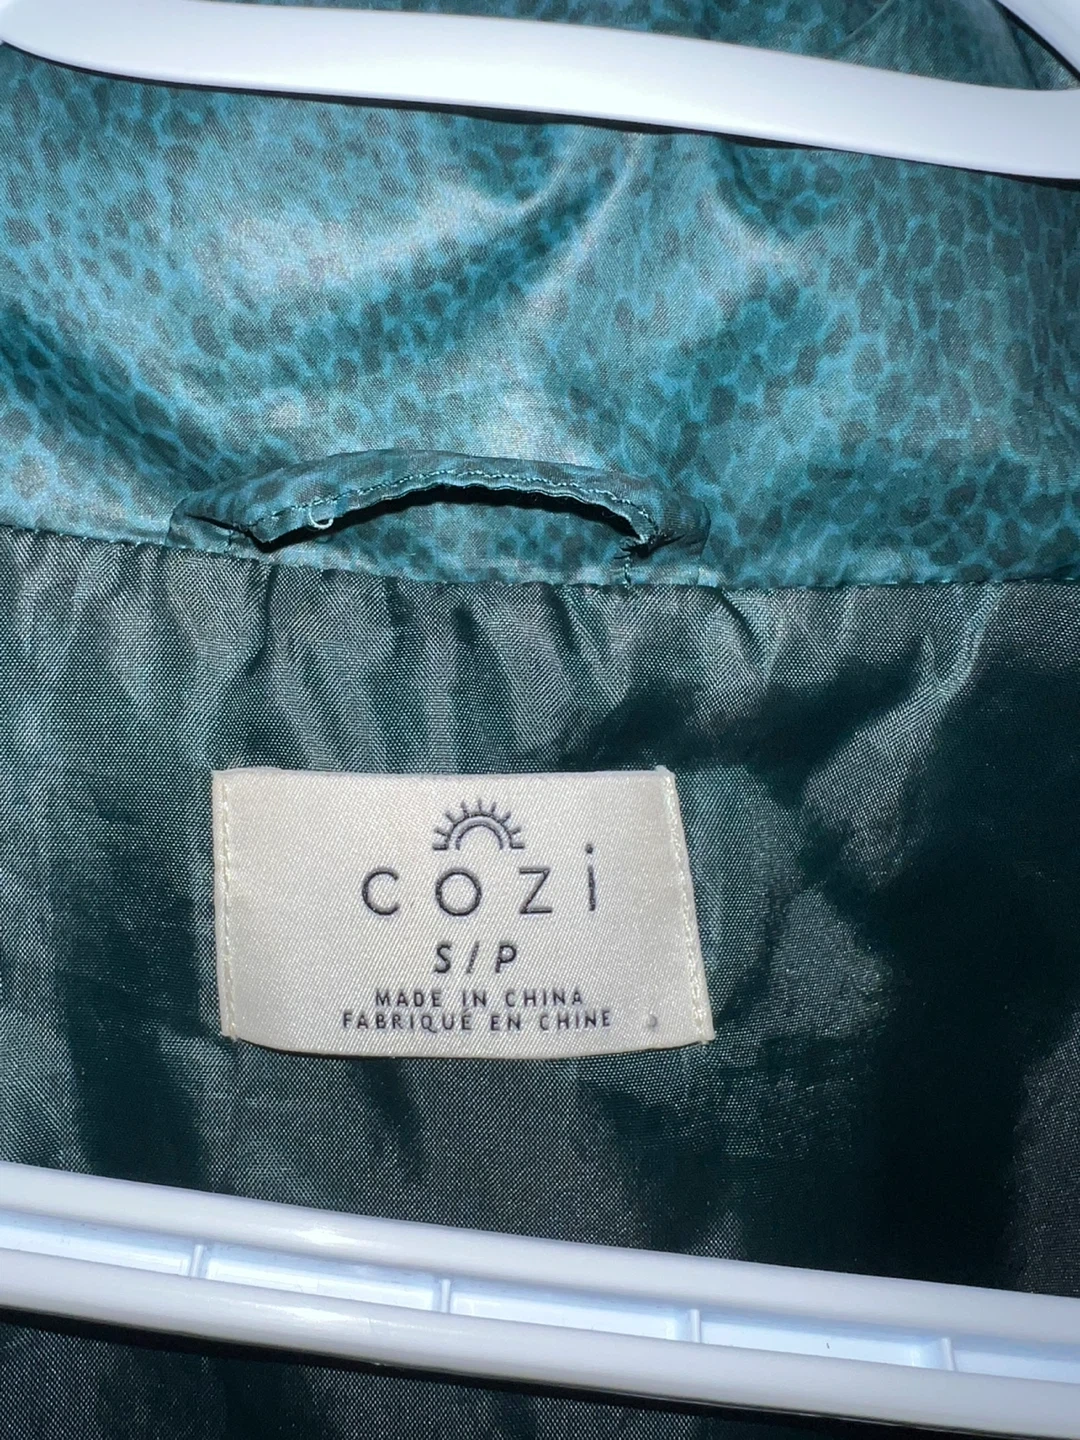 cozi
S/P
MADE IN CHINA
FABRIQUÉ EN CHINE